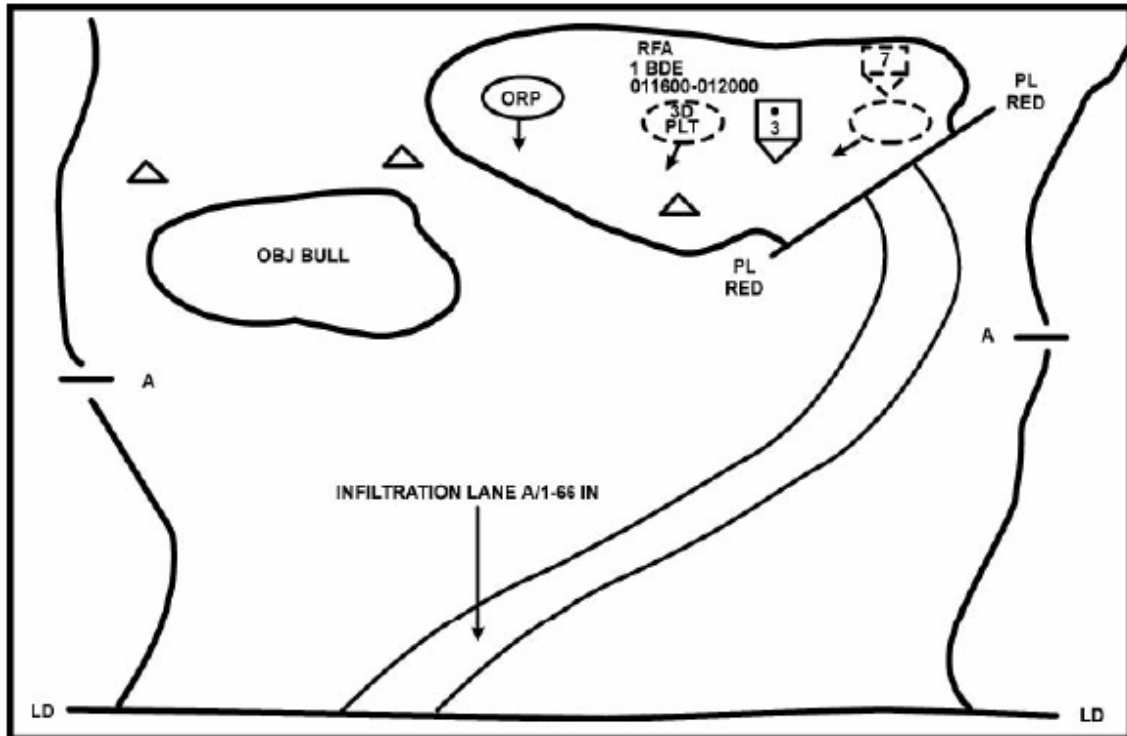 RFA
1 BDE
011600-012000
7
PL
RED
ORP
3D
PLT
3
OBJ BULL
PL
RED
A
A
INFILTRATION LANE A/1-66 IN
LD
LD